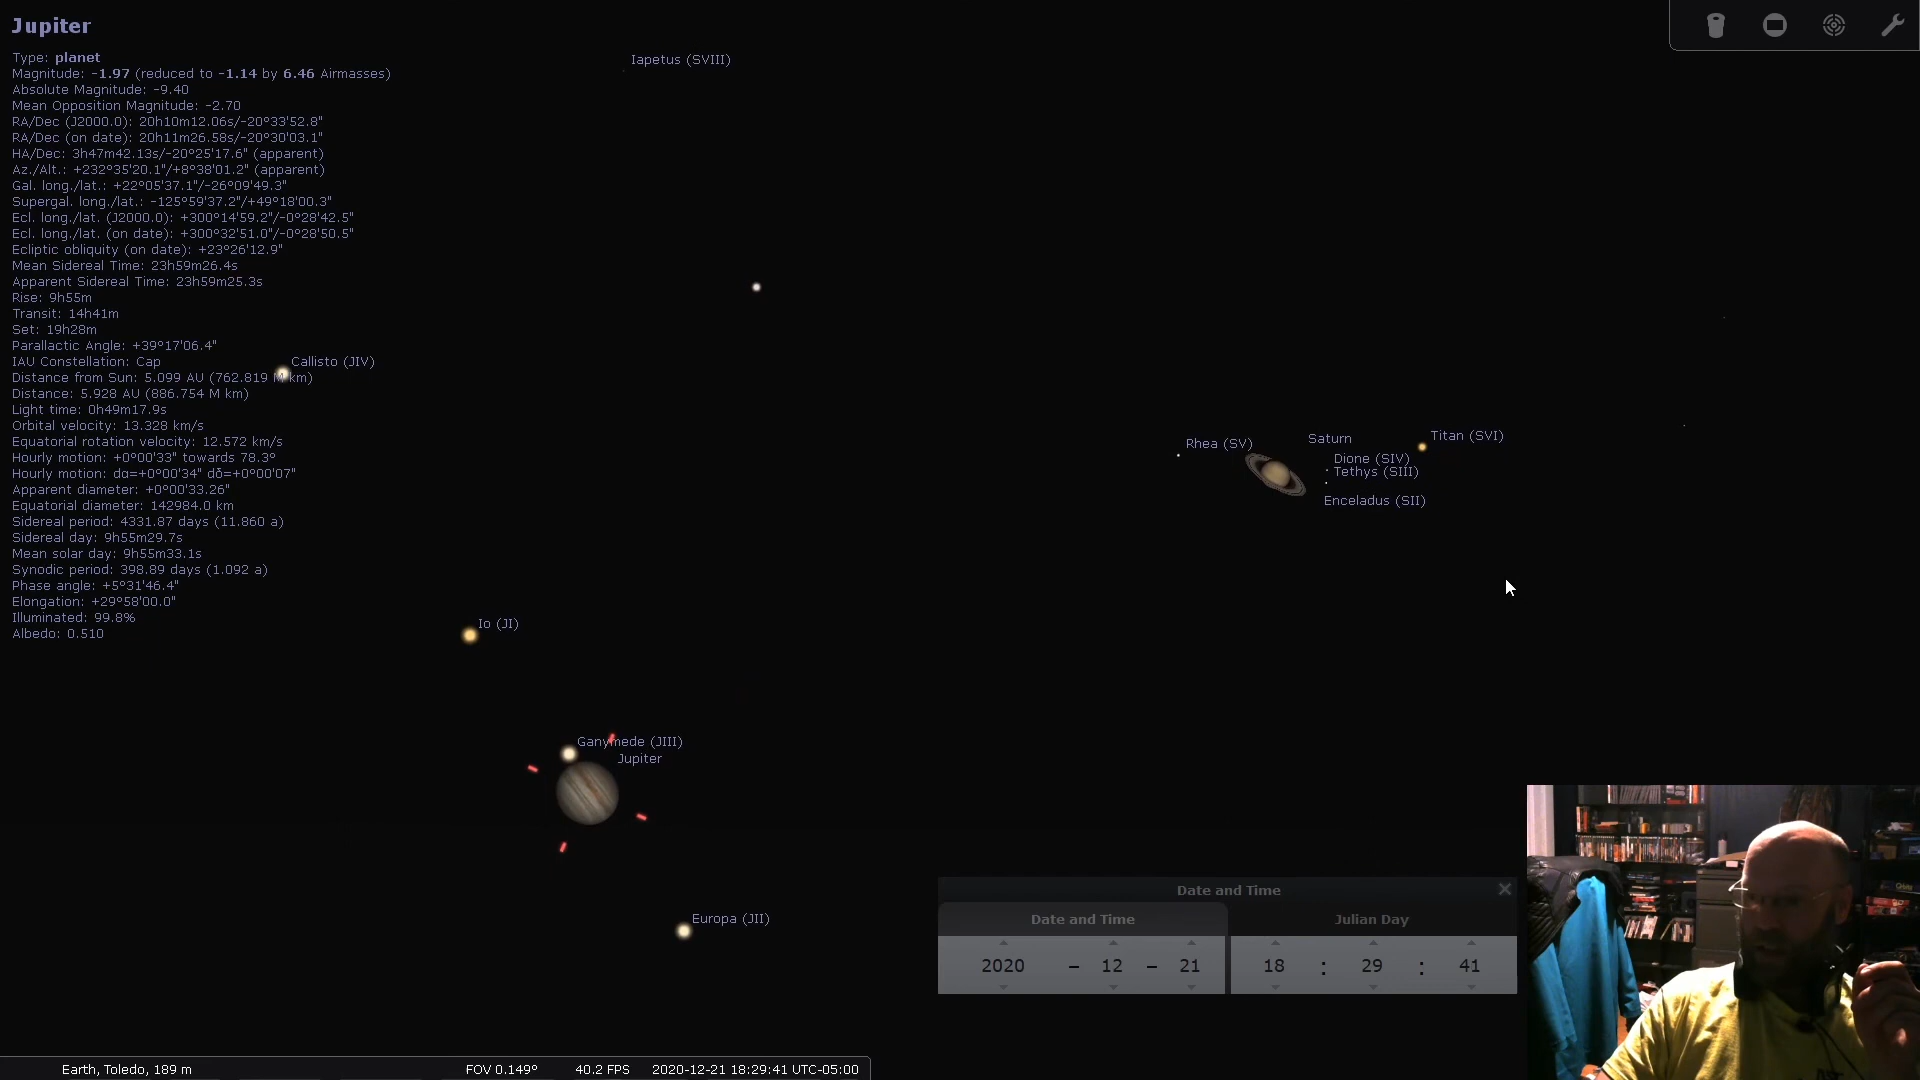 Jupiter
Type: planet
Magnitude: -1.97 (reduced to -1.14 by 6.46 Airmasses)
Absolute Magnitude: -9.40
Mean Opposition Magnitude: -2.70
RA/Dec (J2000.0): 20h10m12.06s/-20°33'52.8"
RA/Dec (on date): 20h11m26.58s/-20°30'03.1"
HA/Dec: 3h47m42.13s/-20°25'17.6" (apparent)
Az./Alt.: +232°35'20.1"/+8°38'01.2" (apparent)
Gal. long./lat.: +22°05'37.1"/-26°09'49.3"
Supergal. long./lat.: -125°59'37.2"/+49°18'00.3"
Ecl. long./lat. (J2000.0): +300°14'59.2"/-0°28'42.5"
Ecl. long./lat. (on date): +300°32'51.0"/-0°28'50.5"
Ecliptic obliquity (on date): +23°26'12.9"
Mean Sidereal Time: 23h59m26.4s
Apparent Sidereal Time: 23h59m25.3s
Rise: 9h55m
Transit: 14h41m
Set: 19h28m
Parallactic Angle: +39°17'06.4"
IAU Constellation: Cap
Distance from Sun: 5.099 AU (762.819 M km)
Distance: 5.928 AU (886.754 M km)
Light time: 0h49m17.9s
Orbital velocity: 13.328 km/s
Equatorial rotation velocity: 12.572 km/s
Hourly motion: +0°00'33" towards 78.3°
Hourly motion: dα=+0°00'34" dδ=+0°00'07"
Apparent diameter: +0°00'33.26"
Equatorial diameter: 142984.0 km
Sidereal period: 4331.87 days (11.860 a)
Sidereal day: 9h55m29.7s
Mean solar day: 9h55m33.1s
Synodic period: 398.89 days (1.092 a)
Phase angle: +5°31'46.4"
Elongation: +29°58'00.0"
Illuminated: 99.8%
Albedo: 0.510
Iapetus (SVIII)
Callisto (JIV)
Rhea (SV)
Saturn
Titan (SVI)
Dione (SIV)
Tethys (SIII)
Enceladus (SII)
Io (JI)
Ganymede (JIII)
Jupiter
Europa (JII)
Date and Time
Date and Time
Julian Day
2020 - 12 - 21
18 : 29 : 41
Earth, Toledo, 189 m
FOV 0.149°
40.2 FPS
2020-12-21 18:29:41 UTC-05:00